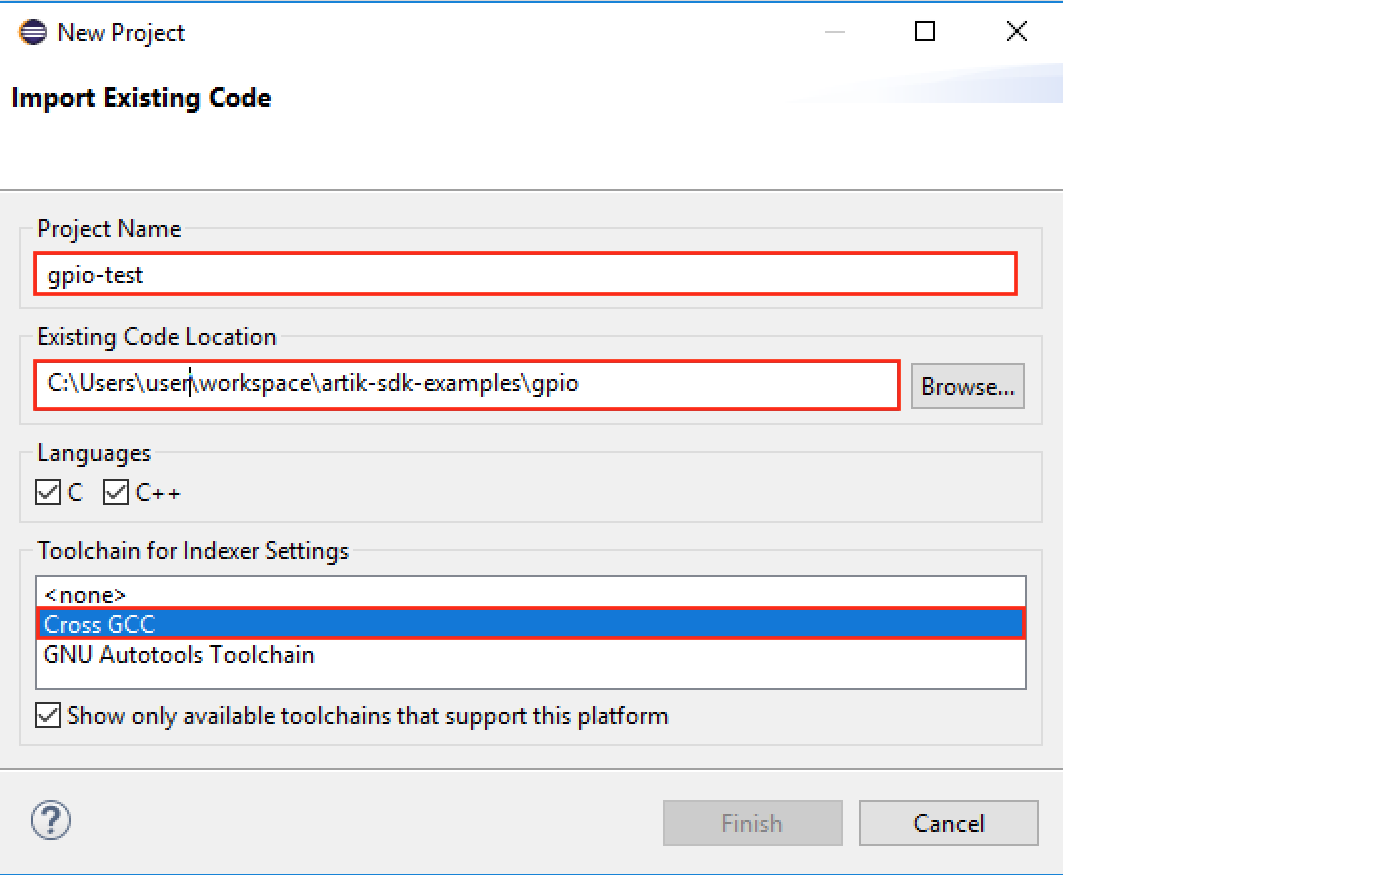 New Project
Import Existing Code
Project Name
gpio-test
Existing Code Location
C:\Users\user\workspace\artik-sdk-examples\gpio
Browse...
Languages
C C++
Toolchain for Indexer Settings
<none>
Cross GCC
GNU Autotools Toolchain
Show only available toolchains that support this platform
?
Finish Cancel